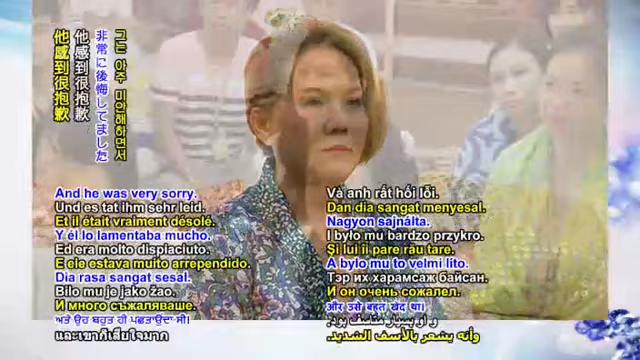 그는 아주 미안해하면서
非常に後悔してました
他感到很抱歉
他感到很抱歉
And he was very sorry.
Und es tat ihm sehr leid.
Et il était vraiment désolé.
Y él lo lamentaba mucho.
Ed era molto dispiaciuto.
E ele estava muito arrependido.
Dia rasa sangat sesal.
Bilo mu je jako žao.
И много съжаляваше.
ਅਤੇ ਉਹ ਬਹੁਤ ਹੀ ਪਛਤਾਉਂਦਾ ਸੀ।
และเขาก็เสียใจมาก
Và anh rất hối lỗi.
Dan dia sangat menyesal.
Nagyon sajnálta.
I bylo mu bardzo przykro.
Și lui îi pare rău tare.
A bylo mu to velmi líto.
Тэр их харамсаж байсан.
И он очень сожалел.
और उसे बहुत खेद था।
و او بسیار متأسف بود.
وأنه يشعر بالأسف الشديد.